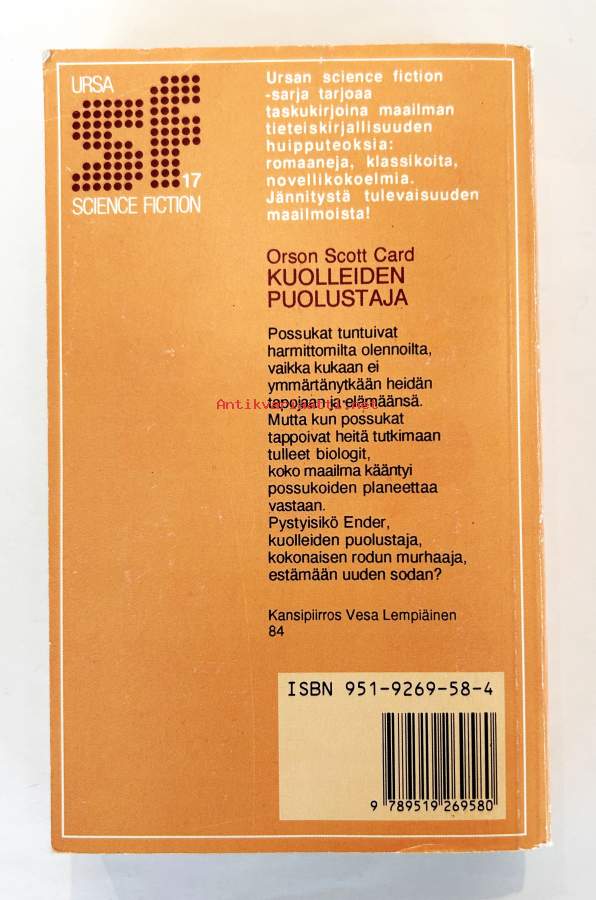 URSA
sf
17
SCIENCE FICTION
Ursan science fiction
-sarja tarjoaa
taskukirjoina maailman
tieteiskirjallisuuden
huipputeoksia:
romaaneja, klassikoita,
novellikokoelmia.
Jännitystä tulevaisuuden
maailmoista!
Orson Scott Card
KUOLLEIDEN
PUOLUSTAJA
Possukat tuntuivat
harmittomilta olennoilta,
vaikka kukaan ei
ymmärtänytkään heidän
tapojaan ja elämäänsä.
Antikvariaatti.net
Mutta kun possukat
tappoivat heitä tutkimaan
tulleet biologit,
koko maailma kääntyi
possukoiden planeettaa
vastaan.
Pystyisikö Ender,
kuolleiden puolustaja,
kokonaisen rodun murhaaja,
estämään uuden sodan?
Kansipiirros Vesa Lempiäinen
84
ISBN 951-9269-58-4
9 789519 269580